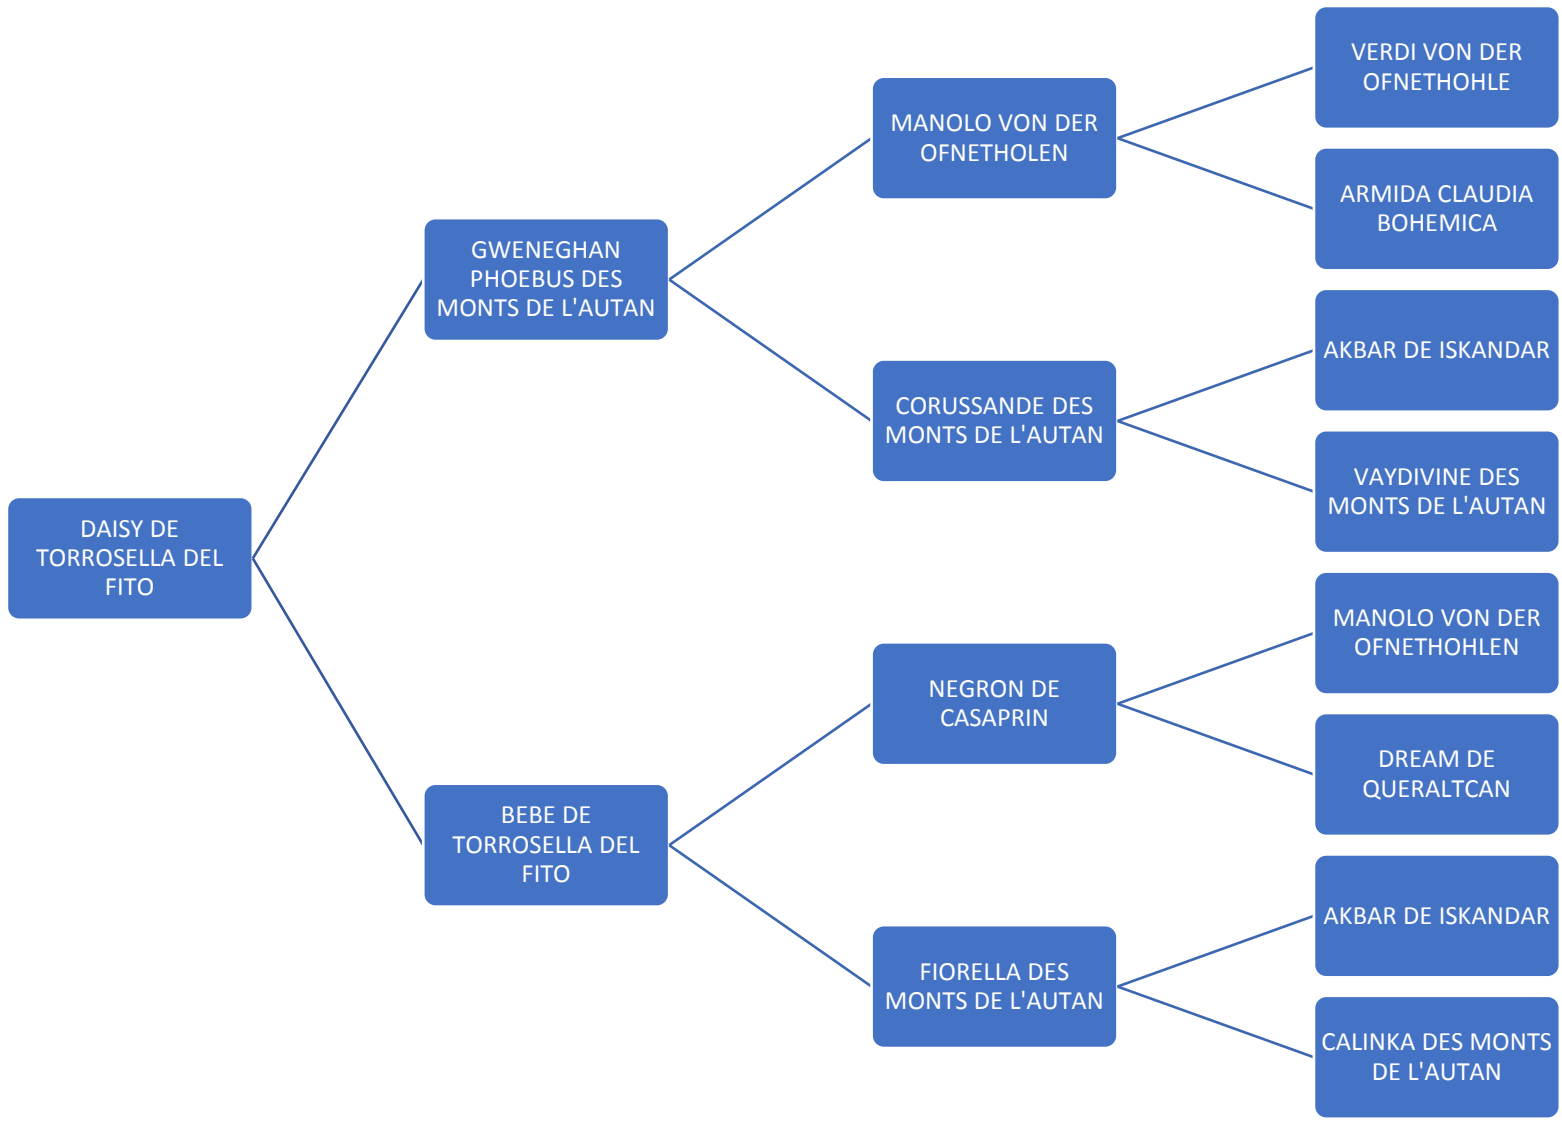 VERDI VON DER
OFNETHOHLE
MANOLO VON DER
OFNETHOLEN
ARMIDA CLAUDIA
BOHEMICA
GWENEGHAN
PHOEBUS DES
MONTS DE L'AUTAN
AKBAR DE ISKANDAR
CORUSSANDE DES
MONTS DE L'AUTAN
VAYDIVINE DES
MONTS DE L'AUTAN
DAISY DE
TORROSELLA DEL
FITO
MANOLO VON DER
OFNETHOHLEN
NEGRON DE
CASAPRIN
DREAM DE
QUERALTCAN
BEBE DE
TORROSELLA DEL
FITO
AKBAR DE ISKANDAR
FIORELLA DES
MONTS DE L'AUTAN
CALINKA DES MONTS
DE L'AUTAN